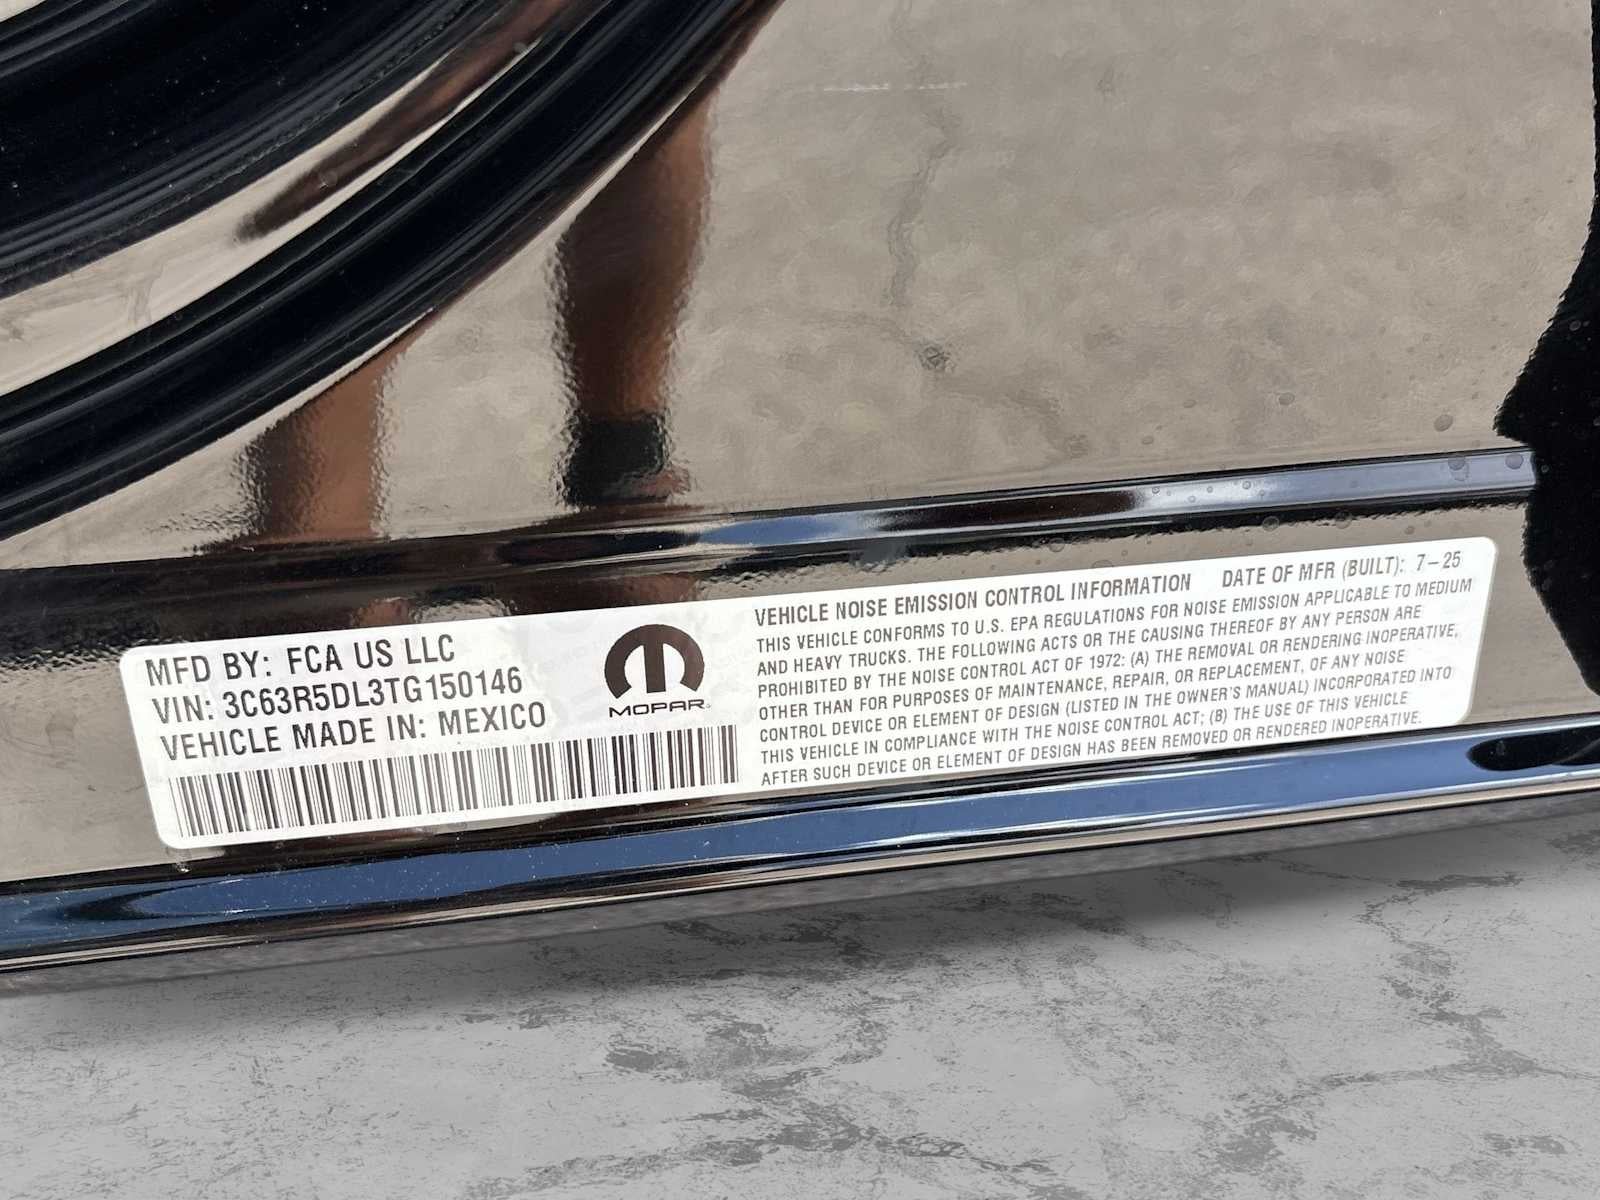 MFD BY: FCA US LLC
VIN: 3C63R5DL3TG150146
VEHICLE MADE IN: MEXICO
MOPAR
VEHICLE NOISE EMISSION CONTROL INFORMATION DATE OF MFR (BUILT): 7-25
THIS VEHICLE CONFORMS TO U.S. EPA REGULATIONS FOR NOISE EMISSION APPLICABLE TO MEDIUM
AND HEAVY TRUCKS. THE FOLLOWING ACTS OR THE CAUSING THEREOF BY ANY PERSON ARE
PROHIBITED BY THE NOISE CONTROL ACT OF 1972: (A) THE REMOVAL OR RENDERING INOPERATIVE,
OTHER THAN FOR PURPOSES OF MAINTENANCE, REPAIR, OR REPLACEMENT, OF ANY NOISE
CONTROL DEVICE OR ELEMENT OF DESIGN (LISTED IN THE OWNER'S MANUAL) INCORPORATED INTO
THIS VEHICLE IN COMPLIANCE WITH THE NOISE CONTROL ACT; (B) THE USE OF THIS VEHICLE
AFTER SUCH DEVICE OR ELEMENT OF DESIGN HAS BEEN REMOVED OR RENDERED INOPERATIVE.